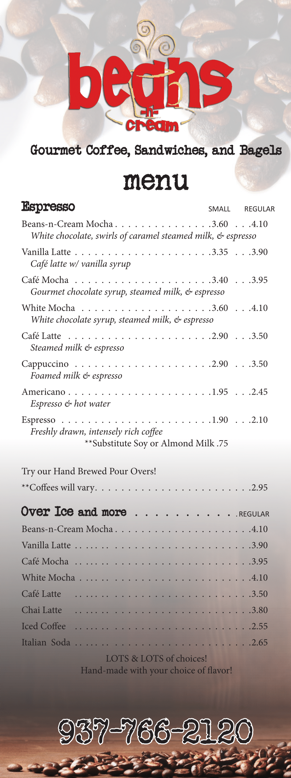 beans
-n-
cream
Gourmet Coffee, Sandwiches, and Bagels
menu
Espresso SMALL REGULAR
Beans-n-Cream Mocha . . . . . . . . . . . . . . . .3.60 . . .4.10
White chocolate, swirls of caramel steamed milk, & espresso
Vanilla Latte . . . . . . . . . . . . . . . . . . . . . .3.35 . . .3.90
Café latte w/ vanilla syrup
Café Mocha . . . . . . . . . . . . . . . . . . . . . .3.40 . . .3.95
Gourmet chocolate syrup, steamed milk, & espresso
White Mocha . . . . . . . . . . . . . . . . . . . . .3.60 . . .4.10
White chocolate syrup, steamed milk, & espresso
Café Latte . . . . . . . . . . . . . . . . . . . . . . .2.90 . . .3.50
Steamed milk & espresso
Cappuccino . . . . . . . . . . . . . . . . . . . . . .2.90 . . .3.50
Foamed milk & espresso
Americano . . . . . . . . . . . . . . . . . . . . . . .1.95 . . .2.45
Espresso & hot water
Espresso . . . . . . . . . . . . . . . . . . . . . . . .1.90 . . .2.10
Freshly drawn, intensely rich coffee
**Substitute Soy or Almond Milk .75
Try our Hand Brewed Pour Overs!
**Coffees will vary. . . . . . . . . . . . . . . . . . . . . . . . .2.95
Over Ice and more . . . . . . . . . . .REGULAR
Beans-n-Cream Mocha . . . . . . . . . . . . . . . . . . . . . .4.10
Vanilla Latte . . . . . . . . . . . . . . . . . . . . . . . . . . . .3.90
Café Mocha . . . . . . . . . . . . . . . . . . . . . . . . . . . .3.95
White Mocha . . . . . . . . . . . . . . . . . . . . . . . . . . .4.10
Café Latte . . . . . . . . . . . . . . . . . . . . . . . . . . . . .3.50
Chai Latte . . . . . . . . . . . . . . . . . . . . . . . . . . . . .3.80
Iced Coffee . . . . . . . . . . . . . . . . . . . . . . . . . . . .2.55
Italian Soda . . . . . . . . . . . . . . . . . . . . . . . . . . . .2.65
LOTS & LOTS of choices!
Hand-made with your choice of flavor!
937-766-2120